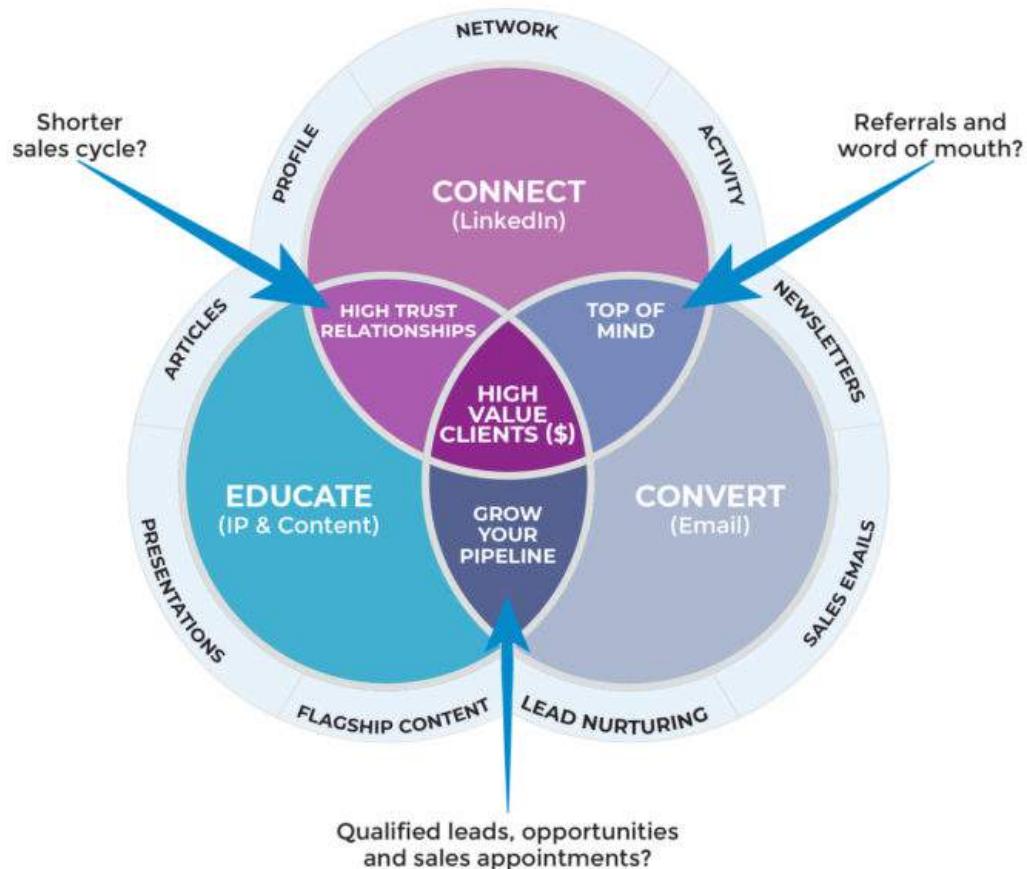 NETWORK
Shorter
sales cycle?
Referrals and
word of mouth?
PROFILE
ACTIVITY
CONNECT
(LinkedIn)
ARTICLES
HIGH TRUST
RELATIONSHIPS
TOP OF
MIND
NEWSLETTERS
HIGH
VALUE
CLIENTS ($)
EDUCATE
(IP & Content)
GROW
YOUR
PIPELINE
CONVERT
(Email)
PRESENTATIONS
SALES EMAILS
FLAGSHIP CONTENT
LEAD NURTURING
Qualified leads, opportunities
and sales appointments?